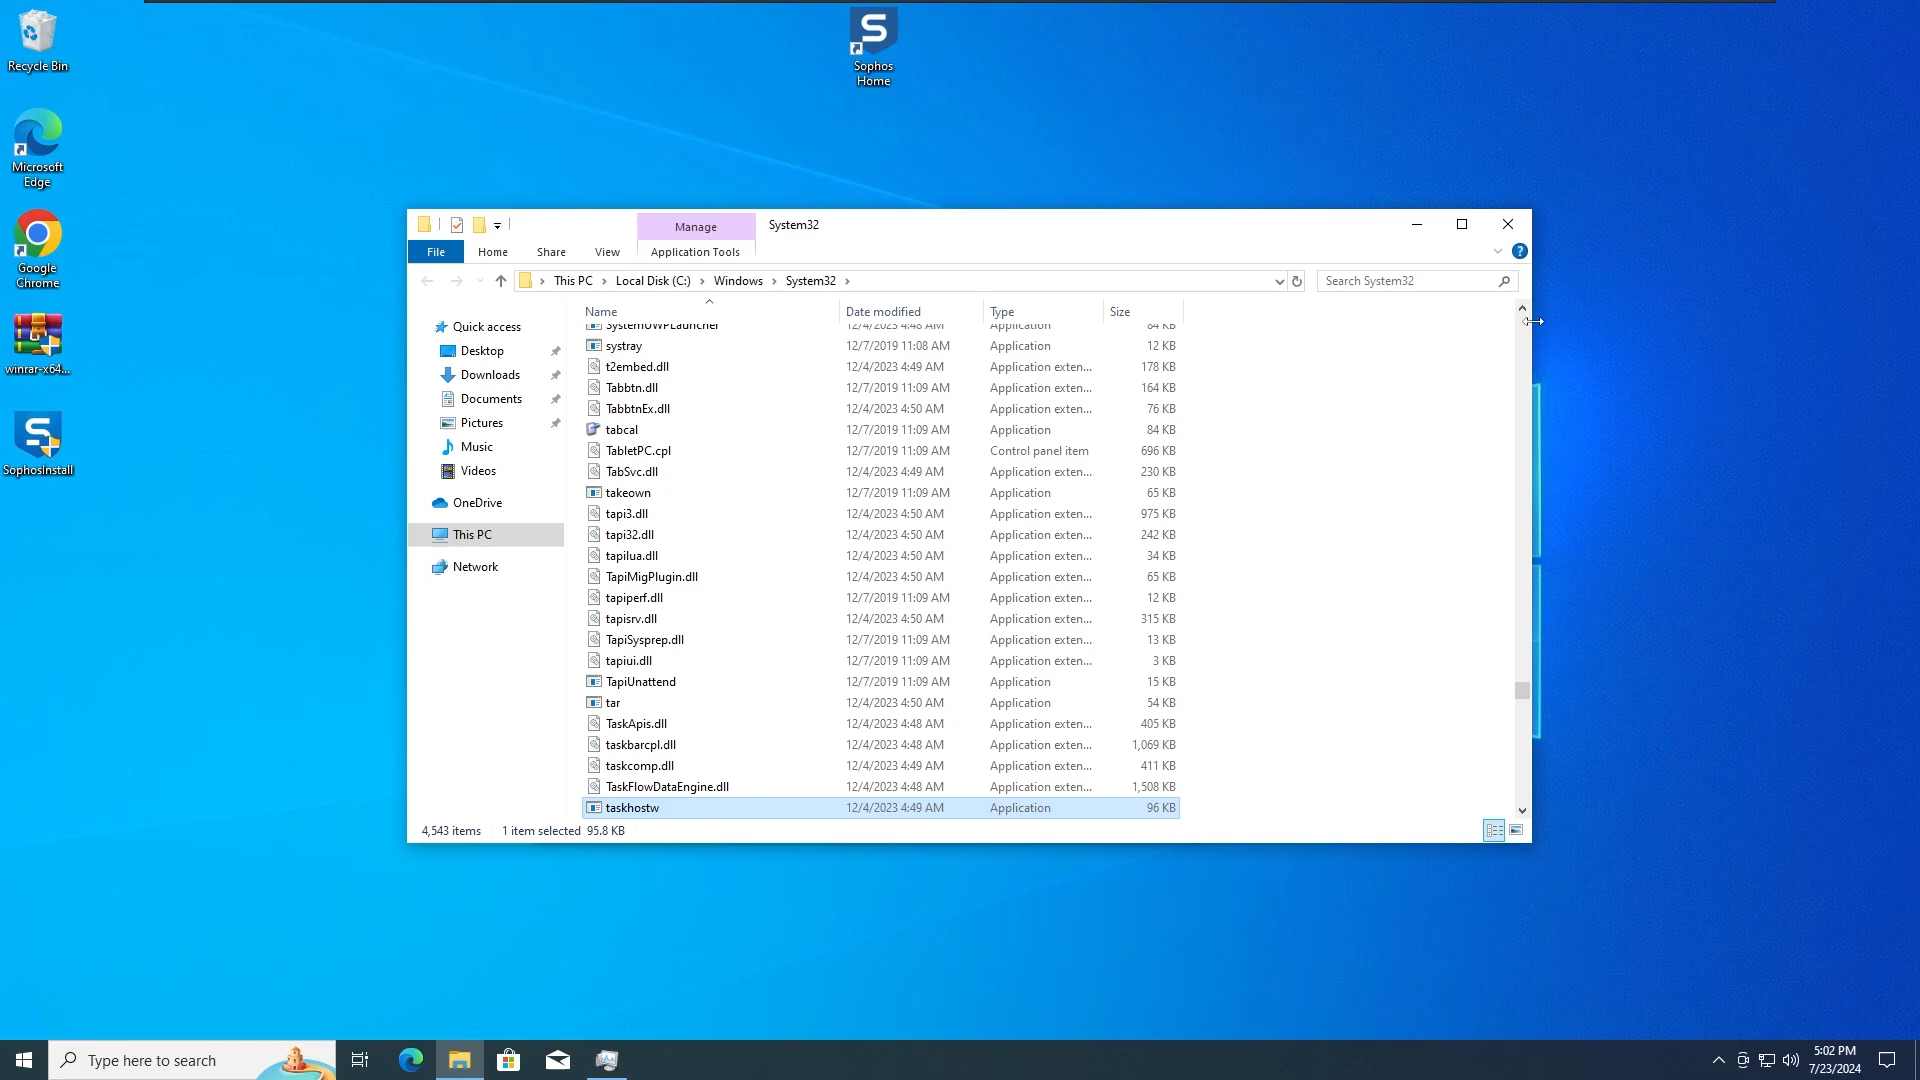 Recycle Bin
Microsoft
Edge
Google
Chrome
winrar-x64...
SophosInstall
Sophos
Home
Manage
System32
File
Home
Share
View
Application Tools
This PC
Local Disk (C:)
Windows
System32
Search System32
Quick access
Desktop
Downloads
Documents
Pictures
Music
Videos
OneDrive
This PC
Network
Name Date modified Type Size
SystemUWPLauncher 12/4/2023 4:48 AM Application 84 KB
systray 12/7/2019 11:08 AM Application 12 KB
t2embed.dll 12/4/2023 4:49 AM Application exten... 178 KB
Tabbtn.dll 12/7/2019 11:09 AM Application exten... 164 KB
TabbtnEx.dll 12/4/2023 4:50 AM Application exten... 76 KB
tabcal 12/7/2019 11:09 AM Application 84 KB
TabletPC.cpl 12/7/2019 11:09 AM Control panel item 696 KB
TabSvc.dll 12/4/2023 4:49 AM Application exten... 230 KB
takeown 12/7/2019 11:09 AM Application 65 KB
tapi3.dll 12/4/2023 4:50 AM Application exten... 975 KB
tapi32.dll 12/4/2023 4:50 AM Application exten... 242 KB
tapilua.dll 12/4/2023 4:50 AM Application exten... 34 KB
TapiMigPlugin.dll 12/4/2023 4:50 AM Application exten... 65 KB
tapiperf.dll 12/7/2019 11:09 AM Application exten... 12 KB
tapisrv.dll 12/4/2023 4:50 AM Application exten... 315 KB
TapiSysprep.dll 12/7/2019 11:09 AM Application exten... 13 KB
tapiui.dll 12/7/2019 11:09 AM Application exten... 3 KB
TapiUnattend 12/7/2019 11:09 AM Application 15 KB
tar 12/4/2023 4:50 AM Application 54 KB
TaskApis.dll 12/4/2023 4:48 AM Application exten... 405 KB
taskbarcpl.dll 12/4/2023 4:48 AM Application exten... 1,069 KB
taskcomp.dll 12/4/2023 4:49 AM Application exten... 411 KB
TaskFlowDataEngine.dll 12/4/2023 4:48 AM Application exten... 1,508 KB
taskhostw 12/4/2023 4:49 AM Application 96 KB
4,543 items 1 item selected 95.8 KB
Type here to search
5:02 PM
7/23/2024